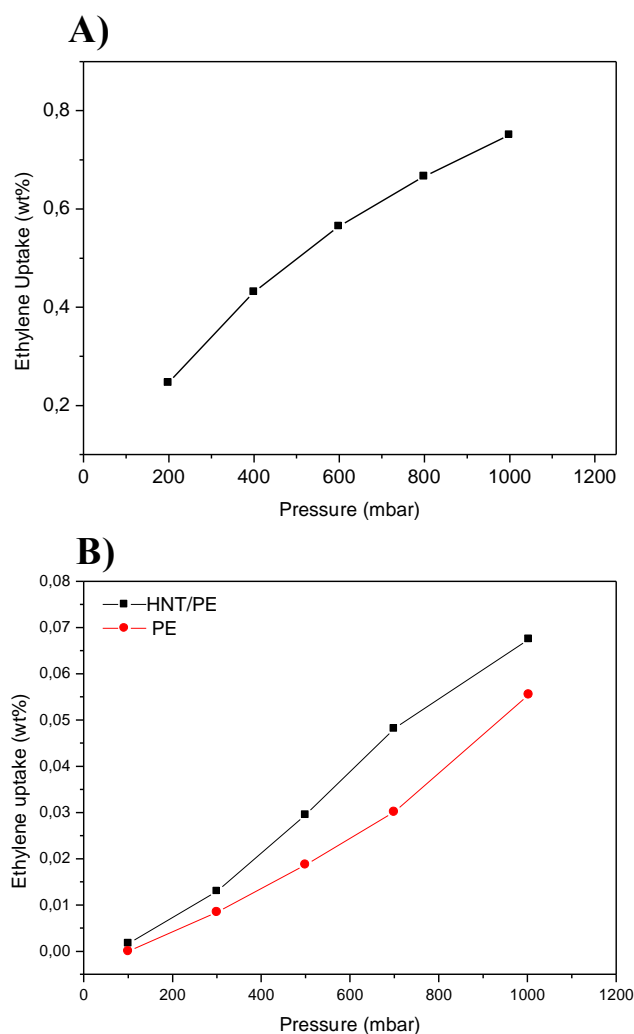 A)
0,8
0,6
0,4
0,2
Ethylene Uptake (wt%)
0 200 400 600 800 1000 1200
Pressure (mbar)
B)
0,08
0,07
0,06
0,05
0,04
0,03
0,02
0,01
0,00
Ethylene uptake (wt%)
HNT/PE
PE
0 200 400 600 800 1000 1200
Pressure (mbar)